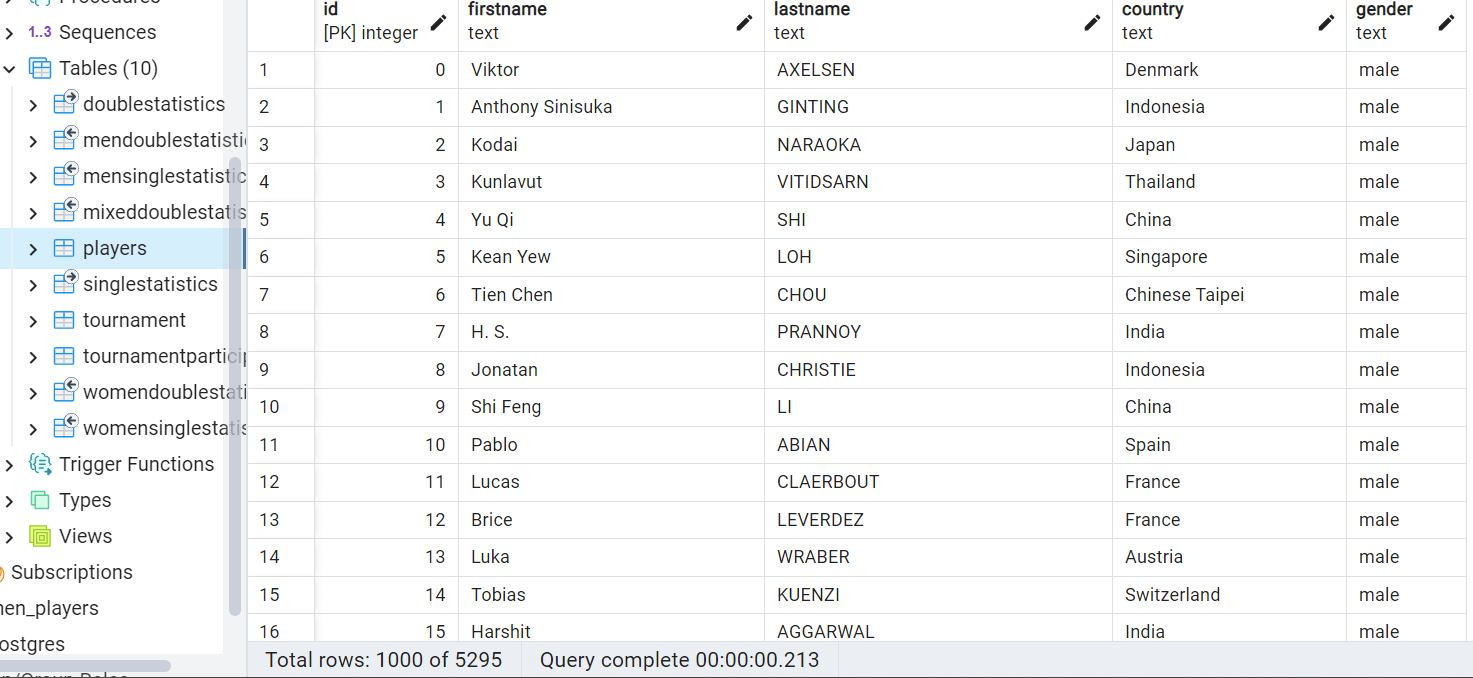 Procedures
1..3 Sequences
Tables (10)
doublestatistics
mendoublestatisti
mensinglestatistic
mixeddoublestatis
players
singlestatistics
tournament
tournamentpartici
womendoublestati
womensinglestatis
Trigger Functions
Types
Views
Subscriptions
nen_players
ostgres
id firstname lastname country gender
[PK] integer text text text text
1 0 Viktor AXELSEN Denmark male
2 1 Anthony Sinisuka GINTING Indonesia male
3 2 Kodai NARAOKA Japan male
4 3 Kunlavut VITIDSARN Thailand male
5 4 Yu Qi SHI China male
6 5 Kean Yew LOH Singapore male
7 6 Tien Chen CHOU Chinese Taipei male
8 7 H. S. PRANNOY India male
9 8 Jonatan CHRISTIE Indonesia male
10 9 Shi Feng LI China male
11 10 Pablo ABIAN Spain male
12 11 Lucas CLAERBOUT France male
13 12 Brice LEVERDEZ France male
14 13 Luka WRABER Austria male
15 14 Tobias KUENZI Switzerland male
16 15 Harshit AGGARWAL India male
Total rows: 1000 of 5295 Query complete 00:00:00.213